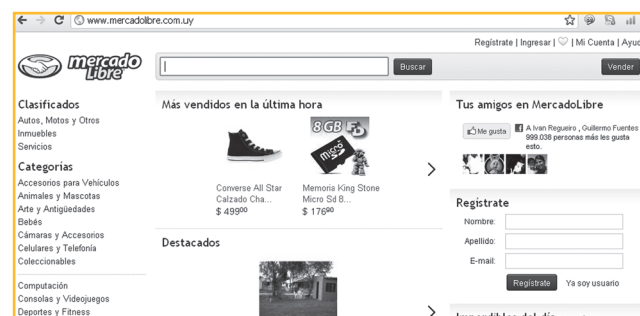 www.mercadolibre.com.uy
Regístrate | Ingresar | | Mi Cuenta | Ayuc
mercado
libre
Buscar
Vender
Clasificados
Autos, Motos y Otros
Inmuebles
Servicios
Categorías
Accesorios para Vehículos
Animales y Mascotas
Arte y Antigüedades
Bebés
Cámaras y Accesorios
Celulares y Telefonía
Coleccionables
Computación
Consolas y Videojuegos
Deportes y Fitness
Más vendidos en la última hora
8 GB
micro
Converse All Star
Calzado Cha...
$ 499⁰⁰
Memoria King Stone
Micro Sd 8...
$ 176⁹⁰
Destacados
Tus amigos en MercadoLibre
Me gusta
A Ivan Regueiro , Guillermo Fuentes
999.038 personas más les gusta
esto.
Regístrate
Nombre:
Apellido:
E-mail:
Regístrate
Ya soy usuario